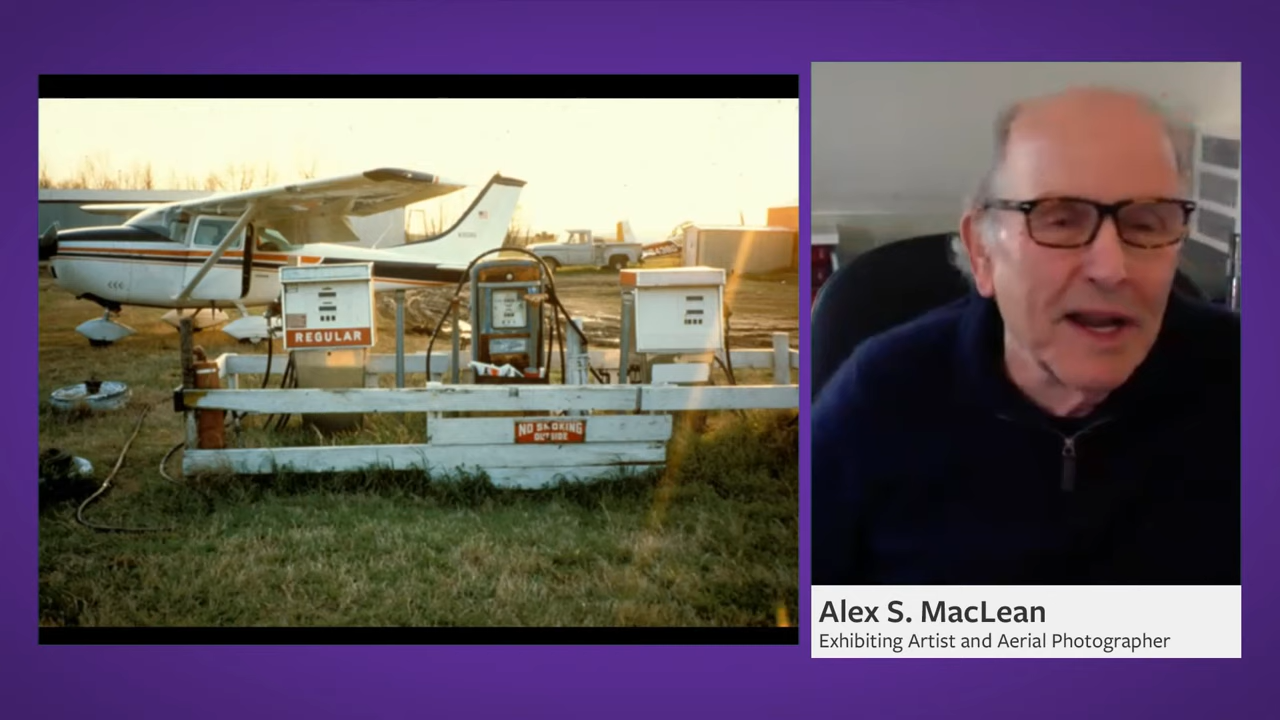 REGULAR
NO SMOKING
OUTSIDE
Alex S. MacLean
Exhibiting Artist and Aerial Photographer